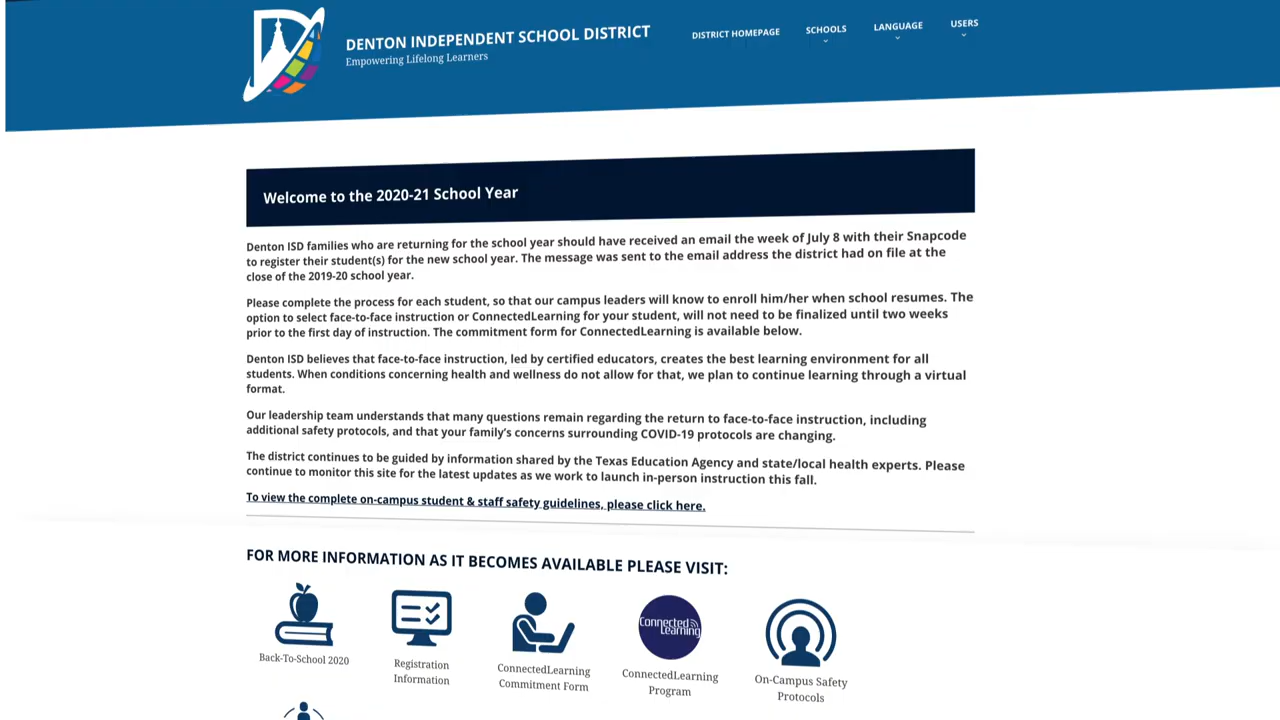 DENTON INDEPENDENT SCHOOL DISTRICT
Empowering Lifelong Learners
DISTRICT HOMEPAGE
SCHOOLS
LANGUAGE
USERS
Welcome to the 2020-21 School Year
Denton ISD families who are returning for the school year should have received an email the week of July 8 with their Snapcode
to register their student(s) for the new school year. The message was sent to the email address the district had on file at the
close of the 2019-20 school year.
Please complete the process for each student, so that our campus leaders will know to enroll him/her when school resumes. The
option to select face-to-face instruction or ConnectedLearning for your student, will not need to be finalized until two weeks
prior to the first day of instruction. The commitment form for ConnectedLearning is available below.
Denton ISD believes that face-to-face instruction, led by certified educators, creates the best learning environment for all
students. When conditions concerning health and wellness do not allow for that, we plan to continue learning through a virtual
format.
Our leadership team understands that many questions remain regarding the return to face-to-face instruction, including
additional safety protocols, and that your family's concerns surrounding COVID-19 protocols are changing.
The district continues to be guided by information shared by the Texas Education Agency and state/local health experts. Please
continue to monitor this site for the latest updates as we work to launch in-person instruction this fall.
To view the complete on-campus student & staff safety guidelines, please click here.
FOR MORE INFORMATION AS IT BECOMES AVAILABLE PLEASE VISIT:
Back-To-School 2020
Registration
Information
ConnectedLearning
Commitment Form
Connected
Learning
ConnectedLearning
Program
On-Campus Safety
Protocols